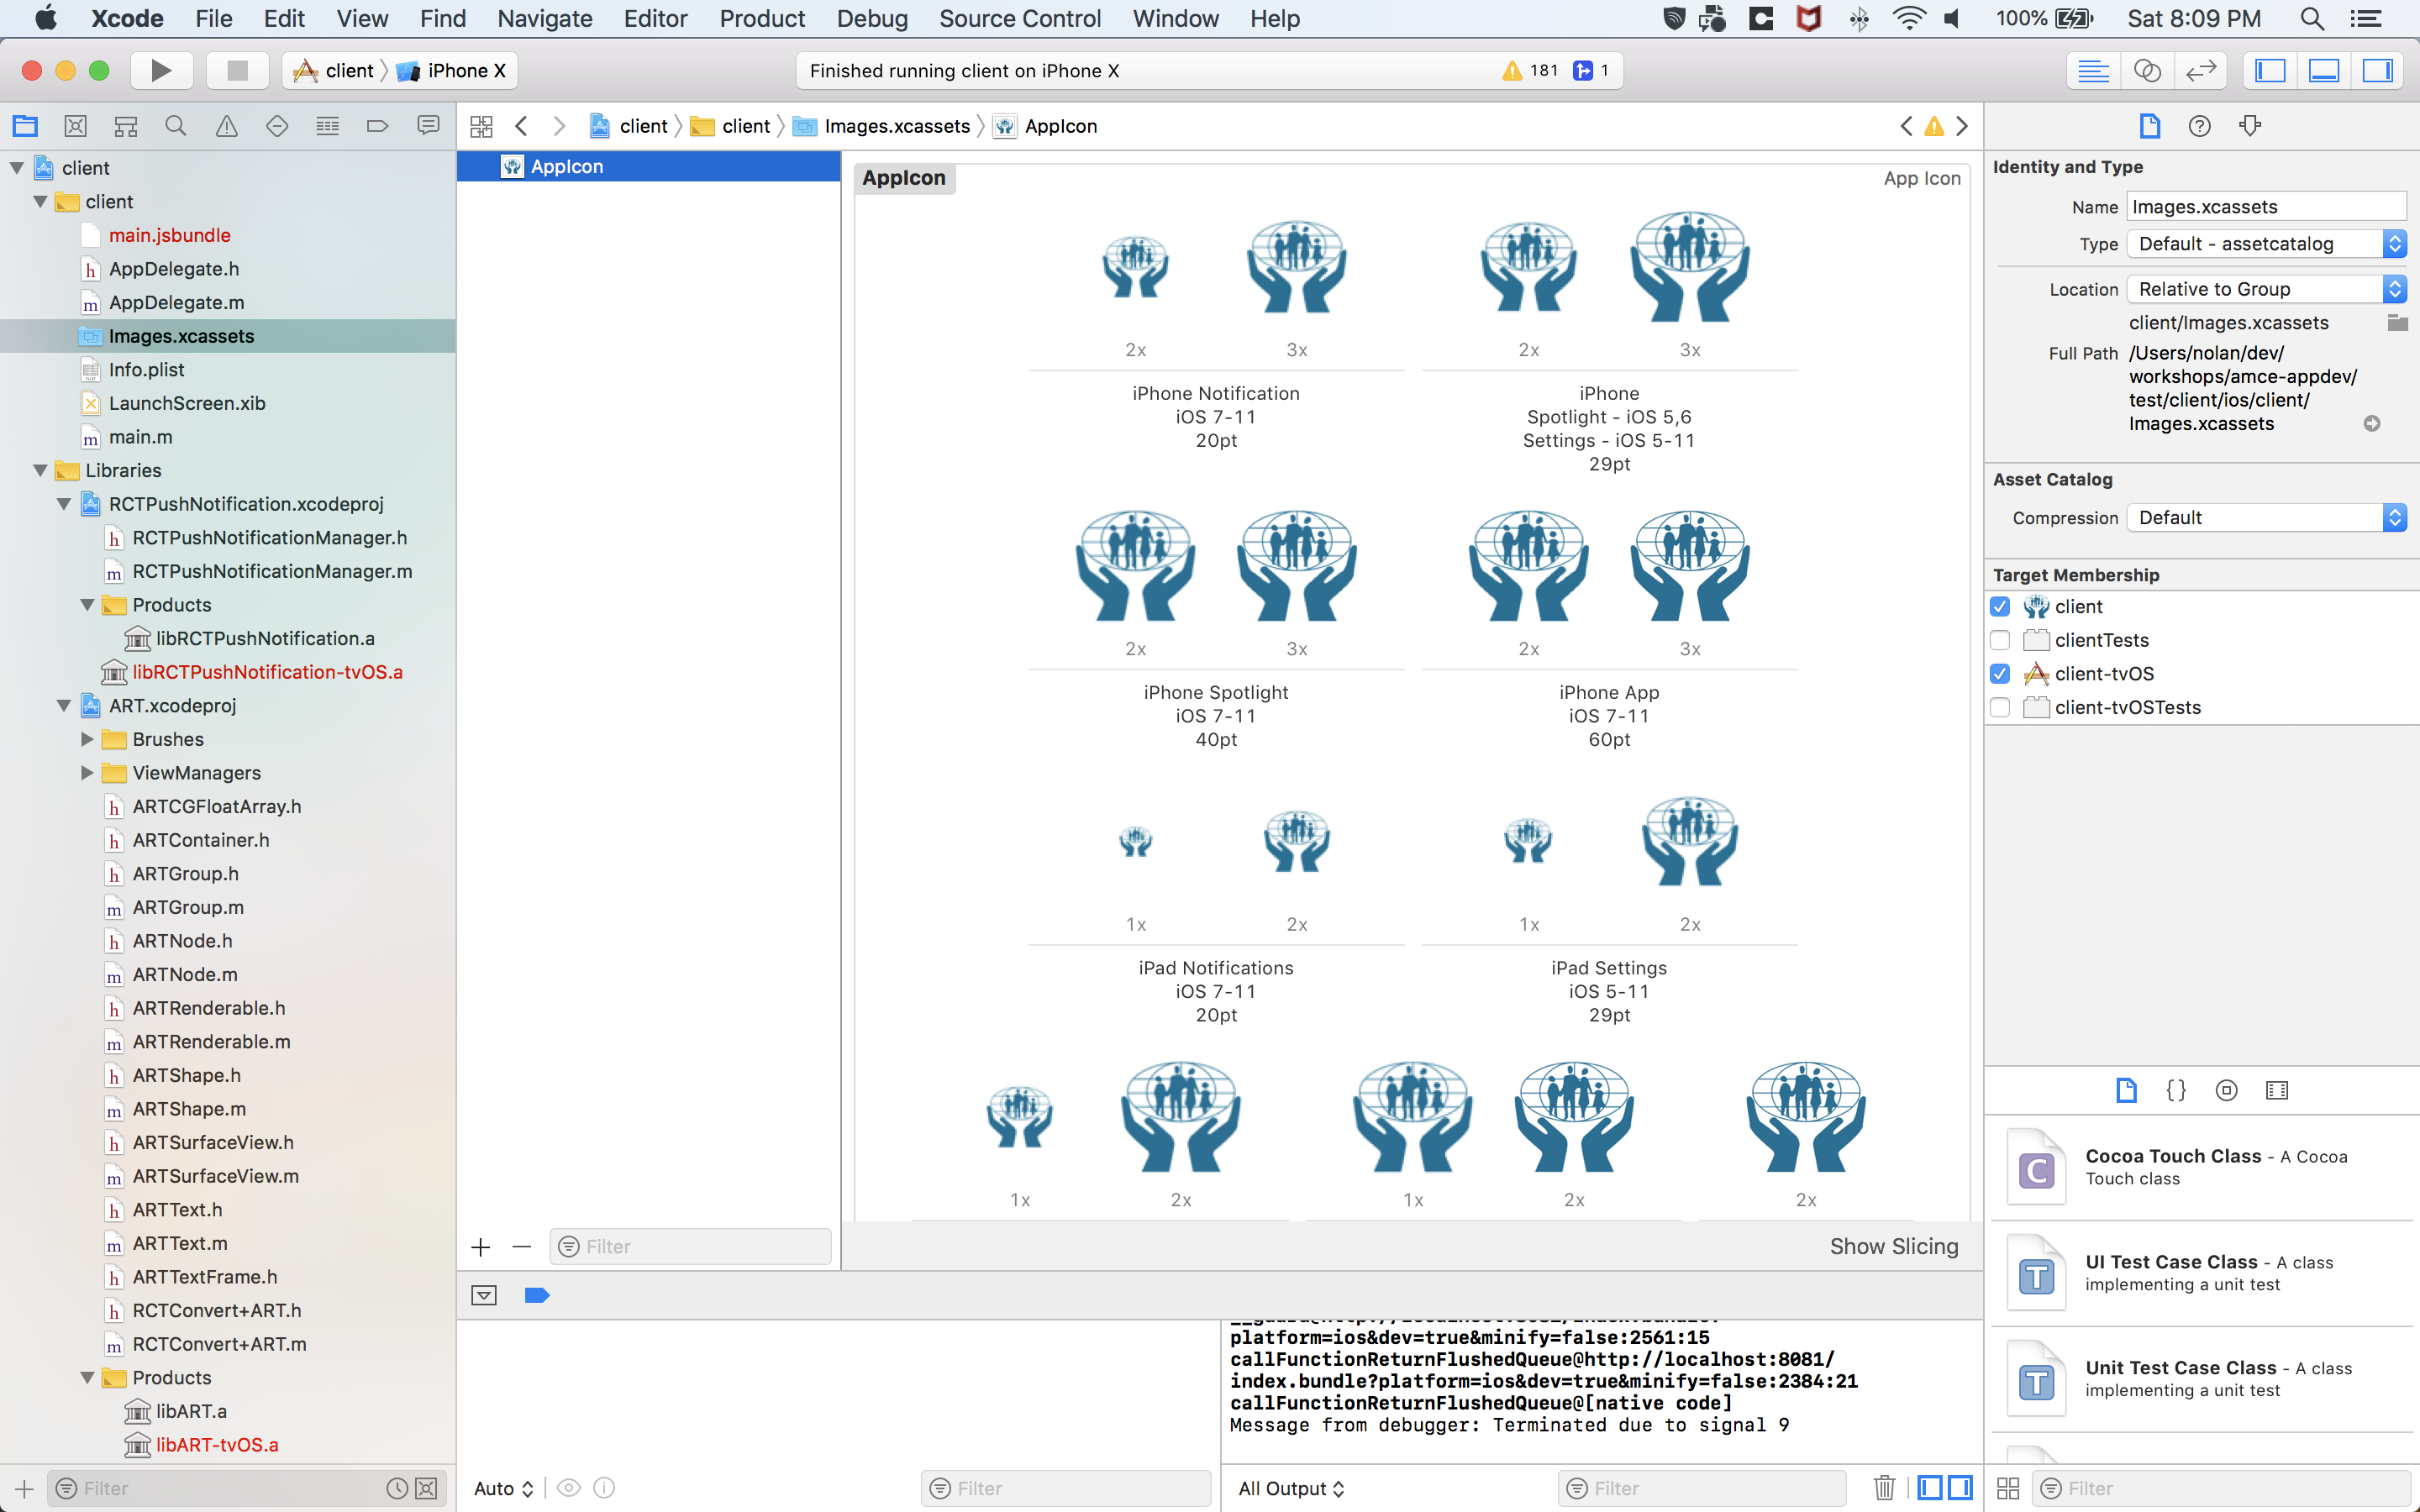 Xcode File Edit View Find Navigate Editor Product Debug Source Control Window Help 100% Sat 8:09 PM
client iPhone X
Finished running client on iPhone X 181 1
client client Images.xcassets AppIcon
client
client
main.jsbundle
AppDelegate.h
AppDelegate.m
Images.xcassets
Info.plist
LaunchScreen.xib
main.m
Libraries
RCTPushNotification.xcodeproj
RCTPushNotificationManager.h
RCTPushNotificationManager.m
Products
libRCTPushNotification.a
libRCTPushNotification-tvOS.a
ART.xcodeproj
Brushes
ViewManagers
ARTCGFloatArray.h
ARTContainer.h
ARTGroup.h
ARTGroup.m
ARTNode.h
ARTNode.m
ARTRenderable.h
ARTRenderable.m
ARTShape.h
ARTShape.m
ARTSurfaceView.h
ARTSurfaceView.m
ARTText.h
ARTText.m
ARTTextFrame.h
RCTConvert+ART.h
RCTConvert+ART.m
Products
libART.a
libART-tvOS.a
Filter
AppIcon
Filter
AppIcon App Icon
2x 3x 2x 3x
iPhone Notification
iOS 7-11
20pt
iPhone
Spotlight - iOS 5,6
Settings - iOS 5-11
29pt
2x 3x 2x 3x
iPhone Spotlight
iOS 7-11
40pt
iPhone App
iOS 7-11
60pt
1x 2x 1x 2x
iPad Notifications
iOS 7-11
20pt
iPad Settings
iOS 5-11
29pt
1x 2x 1x 2x 2x
Show Slicing
platform=ios&dev=true&minify=false:2561:15
callFunctionReturnFlushedQueue@http://localhost:8081/
index.bundle?platform=ios&dev=true&minify=false:2384:21
callFunctionReturnFlushedQueue@[native code]
Message from debugger: Terminated due to signal 9
Auto Filter
All Output Filter
Identity and Type
Name Images.xcassets
Type Default - assetcatalog
Location Relative to Group
client/Images.xcassets
Full Path /Users/nolan/dev/
workshops/amce-appdev/
test/client/ios/client/
Images.xcassets
Asset Catalog
Compression Default
Target Membership
client
clientTests
client-tvOS
client-tvOSTests
C Cocoa Touch Class - A Cocoa
Touch class
T UI Test Case Class - A class
implementing a unit test
T Unit Test Case Class - A class
implementing a unit test
Filter